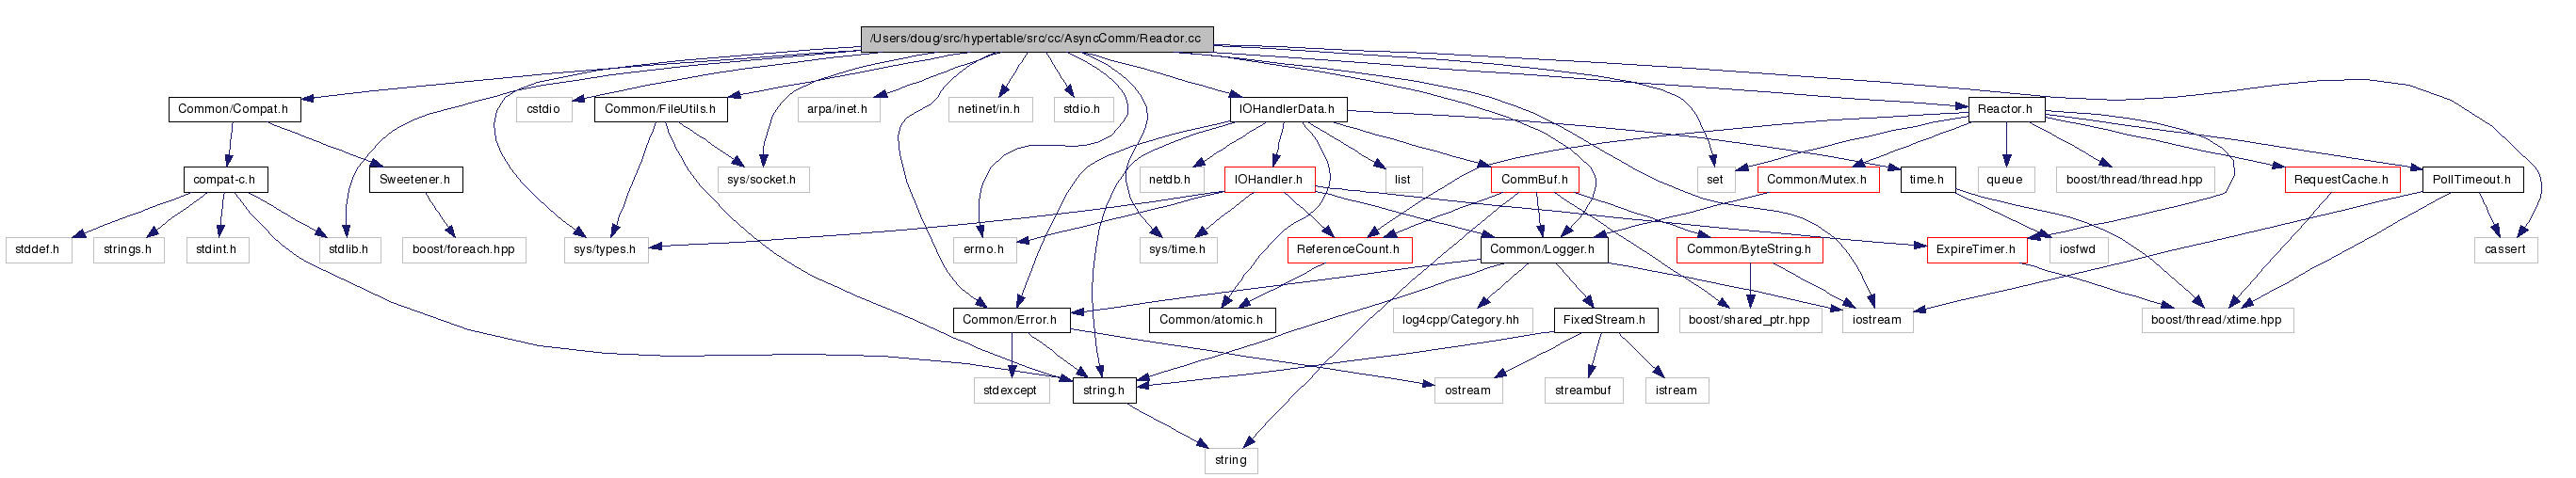 /Users/doug/src/hypertable/src/cc/AsyncComm/Reactor.cc
Common/Compat.h
cstdio
Common/FileUtils.h
arpa/inet.h
netinet/in.h
stdio.h
IOHandlerData.h
Reactor.h
compat-c.h
Sweetener.h
sys/socket.h
netdb.h
IOHandler.h
list
CommBuf.h
set
Common/Mutex.h
time.h
queue
boost/thread/thread.hpp
RequestCache.h
PollTimeout.h
stddef.h
strings.h
stdint.h
stdlib.h
boost/foreach.hpp
sys/types.h
errno.h
sys/time.h
ReferenceCount.h
Common/Logger.h
Common/ByteString.h
ExpireTimer.h
iosfwd
cassert
Common/Error.h
Common/atomic.h
log4cpp/Category.hh
FixedStream.h
boost/shared_ptr.hpp
iostream
boost/thread/xtime.hpp
stdexcept
string.h
ostream
streambuf
istream
string